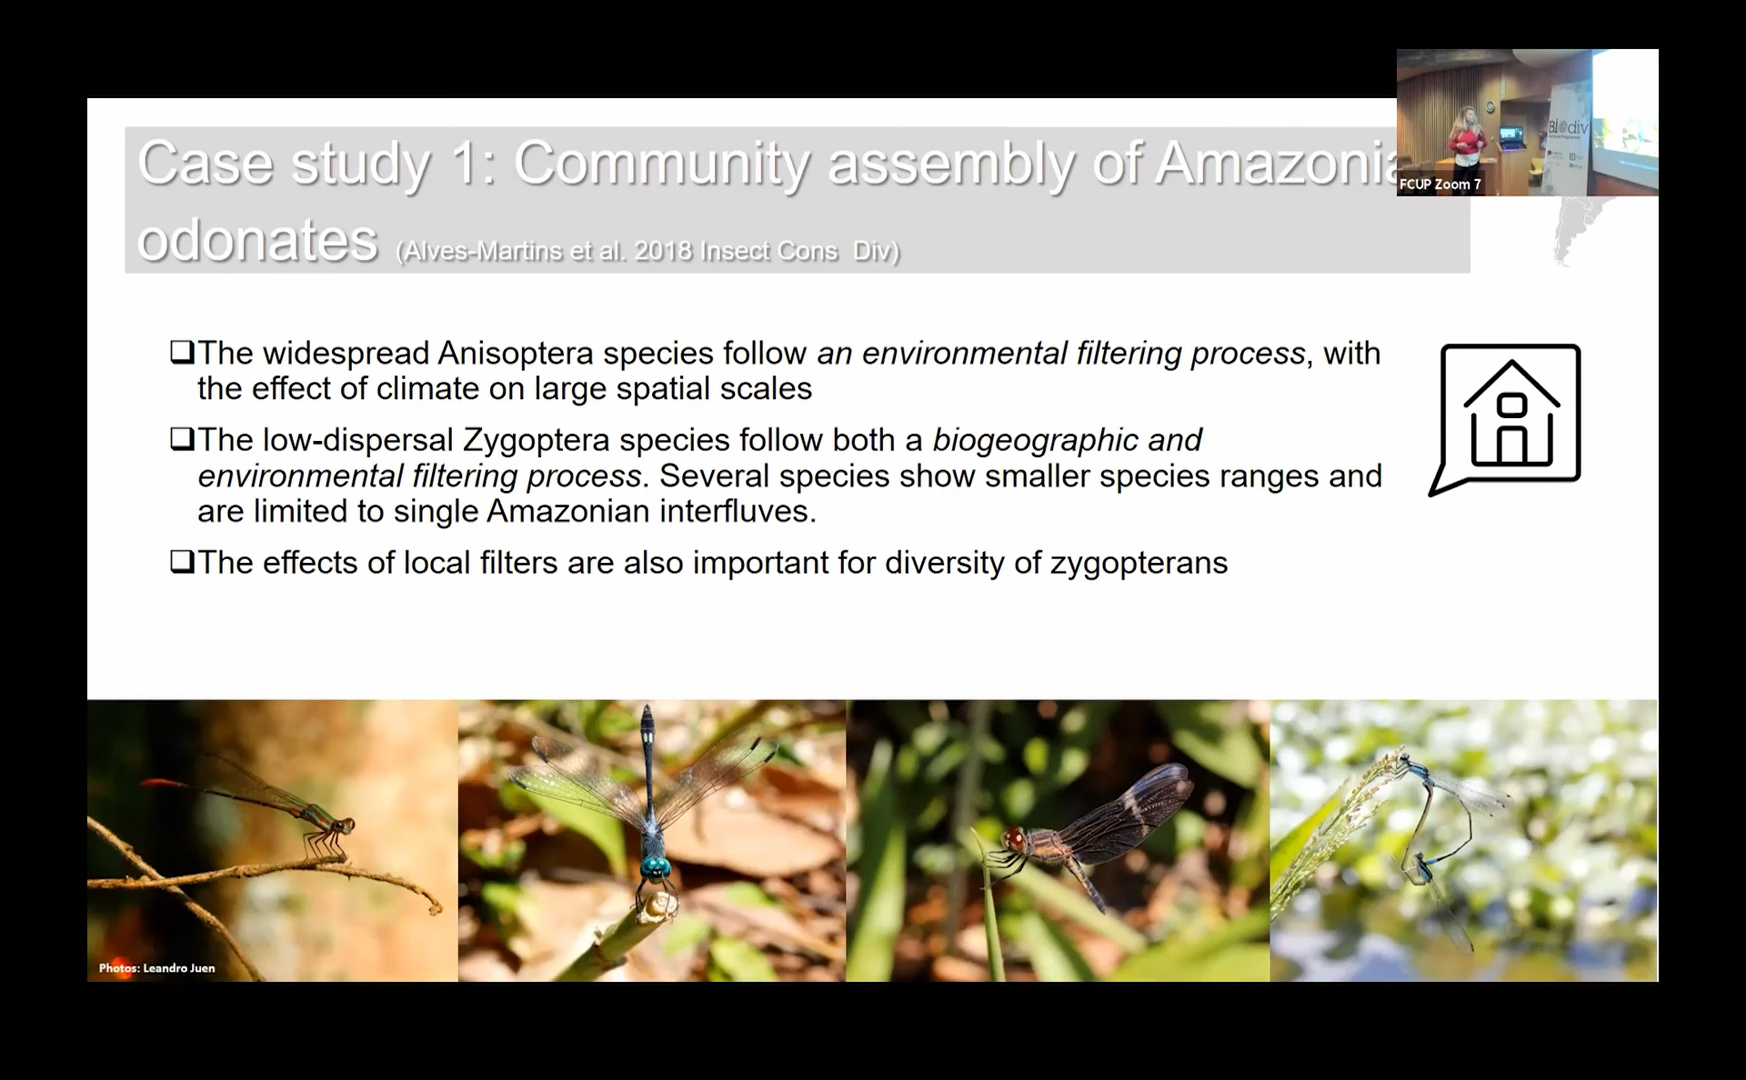 Case study 1: Community assembly of Amazonia
odonates (Alves-Martins et al. 2018 Insect Cons Div)
FCUP Zoom 7
Bi@div
❑The widespread Anisoptera species follow an environmental filtering process, with
the effect of climate on large spatial scales
❑The low-dispersal Zygoptera species follow both a biogeographic and
environmental filtering process. Several species show smaller species ranges and
are limited to single Amazonian interfluves.
❑The effects of local filters are also important for diversity of zygopterans
Photos: Leandro Juen